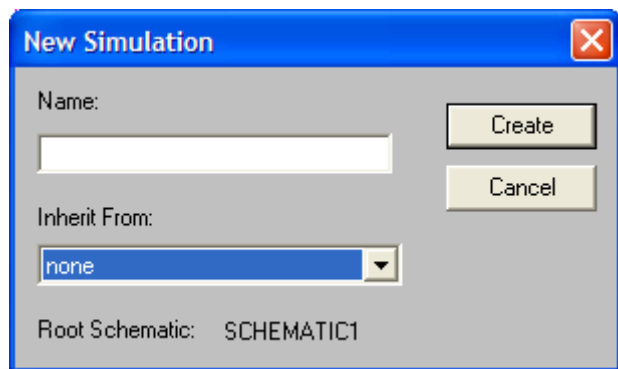 New Simulation
Name:
Create
Cancel
Inherit From:
none
Root Schematic: SCHEMATIC1